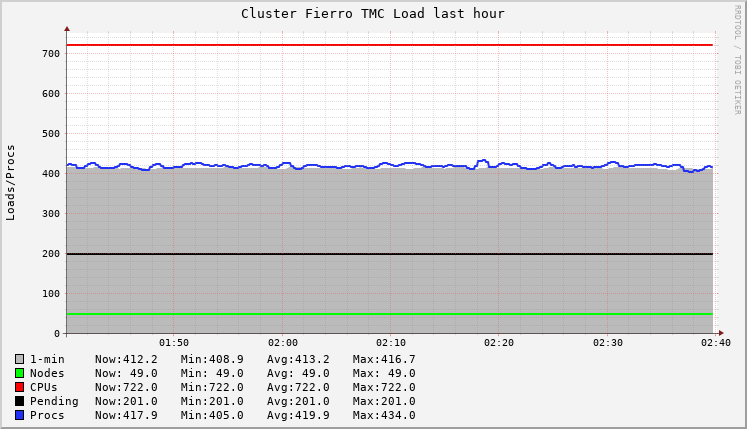 Cluster Fierro TMC Load last hour
RRDTOOL / TOBI OETIKER
Loads/Procs
700
600
500
400
300
200
100
0
01:50 02:00 02:10 02:20 02:30 02:40
1-min Now:412.2 Min:408.9 Avg:413.2 Max:416.7
Nodes Now: 49.0 Min: 49.0 Avg: 49.0 Max: 49.0
CPUs Now:722.0 Min:722.0 Avg:722.0 Max:722.0
Pending Now:201.0 Min:201.0 Avg:201.0 Max:201.0
Procs Now:417.9 Min:405.0 Avg:419.9 Max:434.0